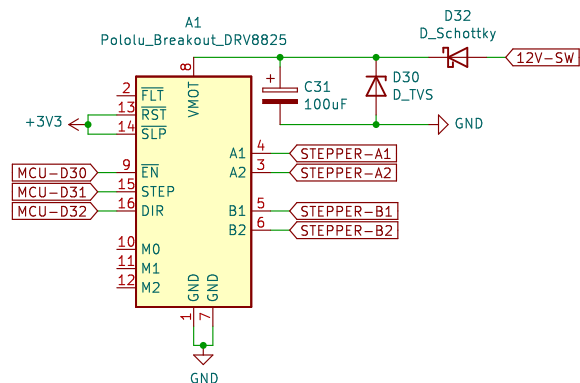 D32
A1
D_Schottky
Pololu_Breakout_DRV8825
12V-SW
8
+
D30
2
FLT
VMOT
C31
D_TVS
100uF
13
RST
+3V3
14
SLP
GND
A1
4
STEPPER-A1
MCU-D30
9
EN
A2
3
STEPPER-A2
MCU-D31
15
STEP
MCU-D32
16
DIR
B1
5
STEPPER-B1
B2
6
STEPPER-B2
10
M0
11
M1
12
M2
GND
GND
1
7
GND